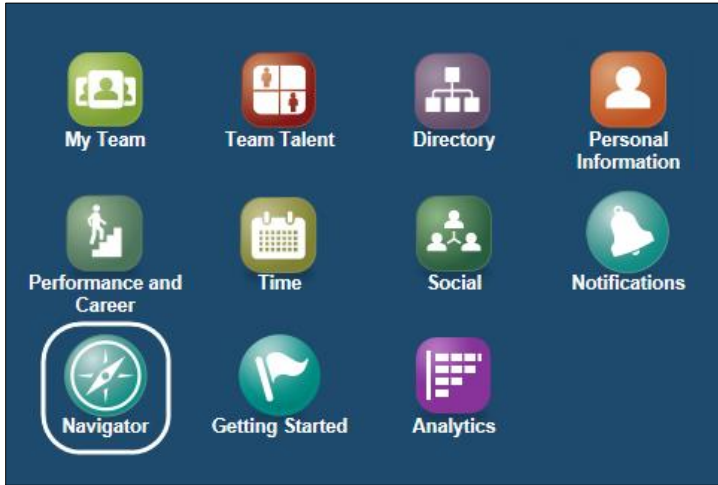 My Team
Team Talent
Directory
Personal
Information
Performance and
Career
Time
Social
Notifications
Navigator
Getting Started
Analytics